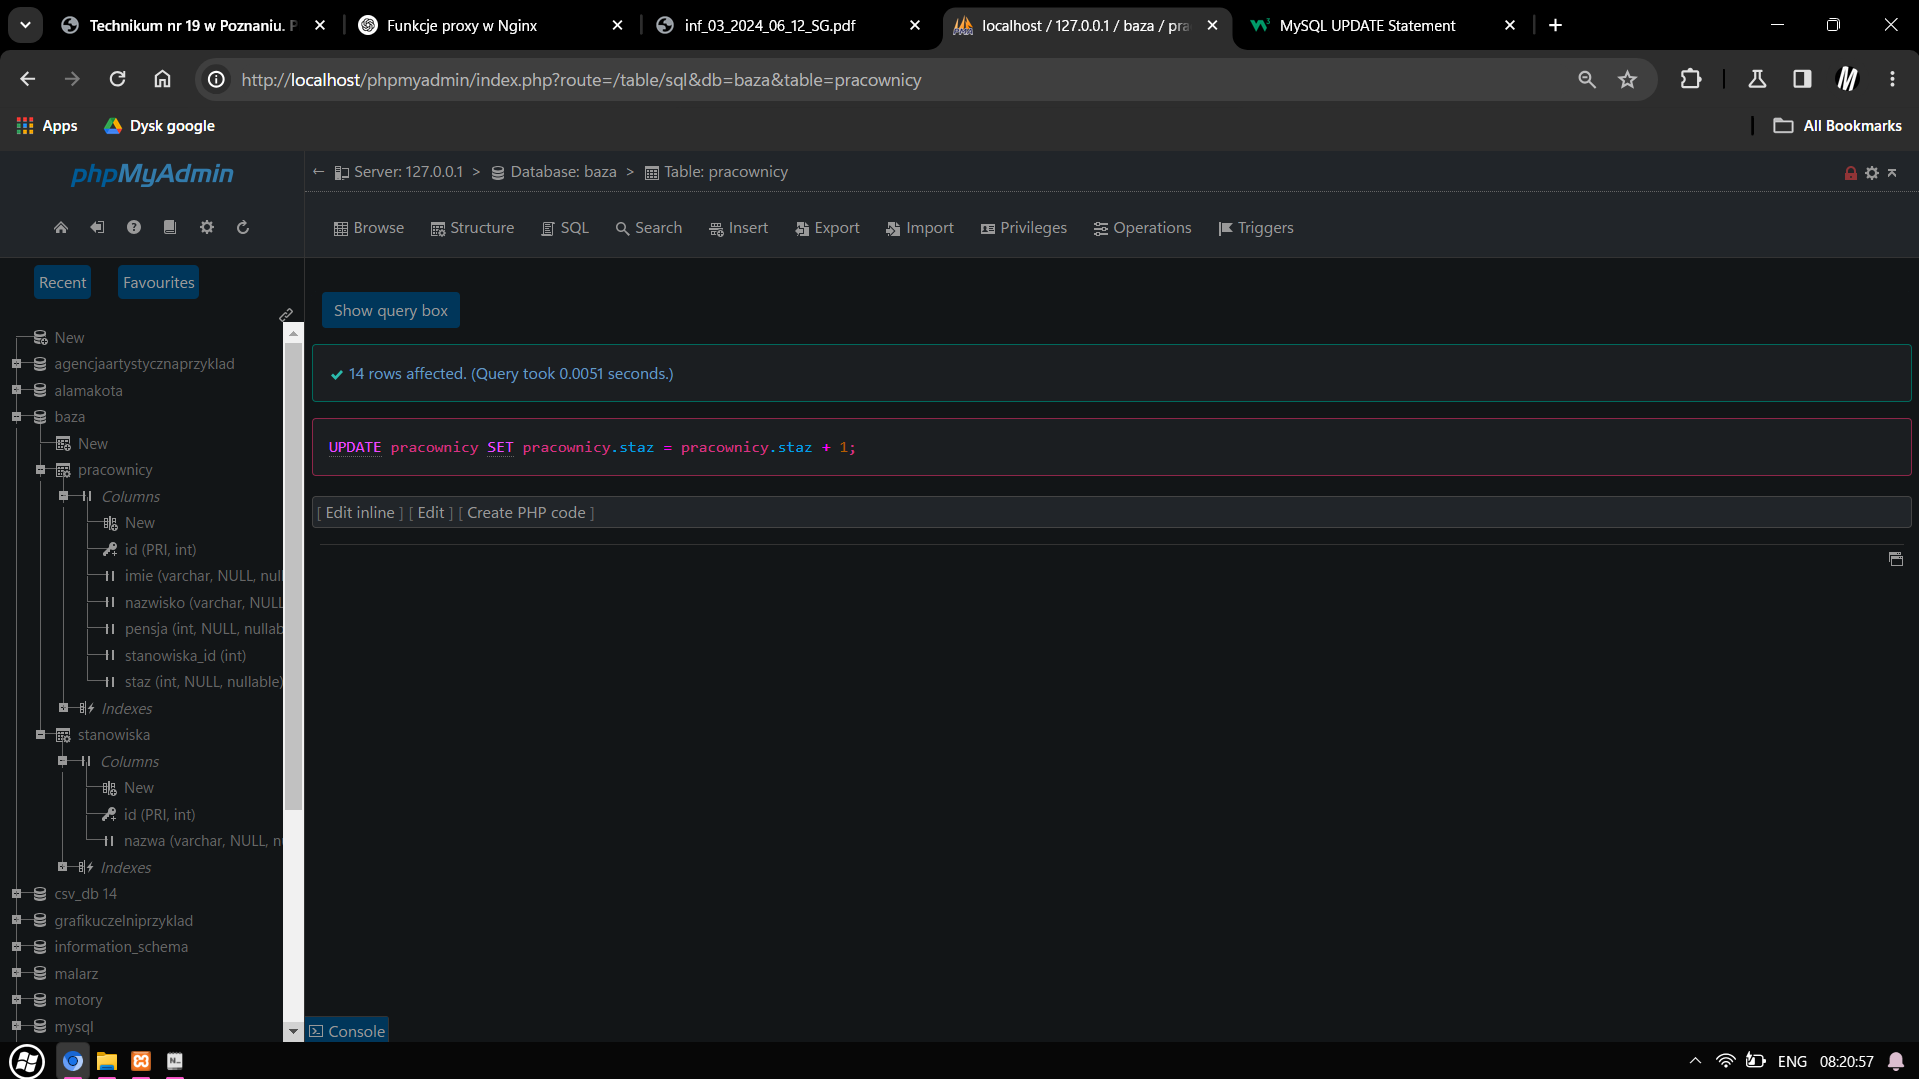 Technikum nr 19 w Poznaniu. P
Funkcje proxy w Nginx
inf_03_2024_06_12_SG.pdf
localhost / 127.0.0.1 / baza / pra
MySQL UPDATE Statement
http://localhost/phpmyadmin/index.php?route=/table/sql&db=baza&table=pracownicy
Apps
Dysk google
All Bookmarks
phpMyAdmin
Server: 127.0.0.1 > Database: baza > Table: pracownicy
Browse Structure SQL Search Insert Export Import Privileges Operations Triggers
Recent Favourites
Show query box
14 rows affected. (Query took 0.0051 seconds.)
UPDATE pracownicy SET pracownicy.staz = pracownicy.staz + 1;
[ Edit inline ] [ Edit ] [ Create PHP code ]
New
agencjaartystycznaprzyklad
alamakota
baza
New
pracownicy
Columns
New
id (PRI, int)
imie (varchar, NULL, null
nazwisko (varchar, NULL
pensja (int, NULL, nullab
stanowiska_id (int)
staz (int, NULL, nullable)
Indexes
stanowiska
Columns
New
id (PRI, int)
nazwa (varchar, NULL, nu
Indexes
csv_db 14
grafikuczelniprzyklad
information_schema
malarz
motory
mysql
Console
ENG 08:20:57